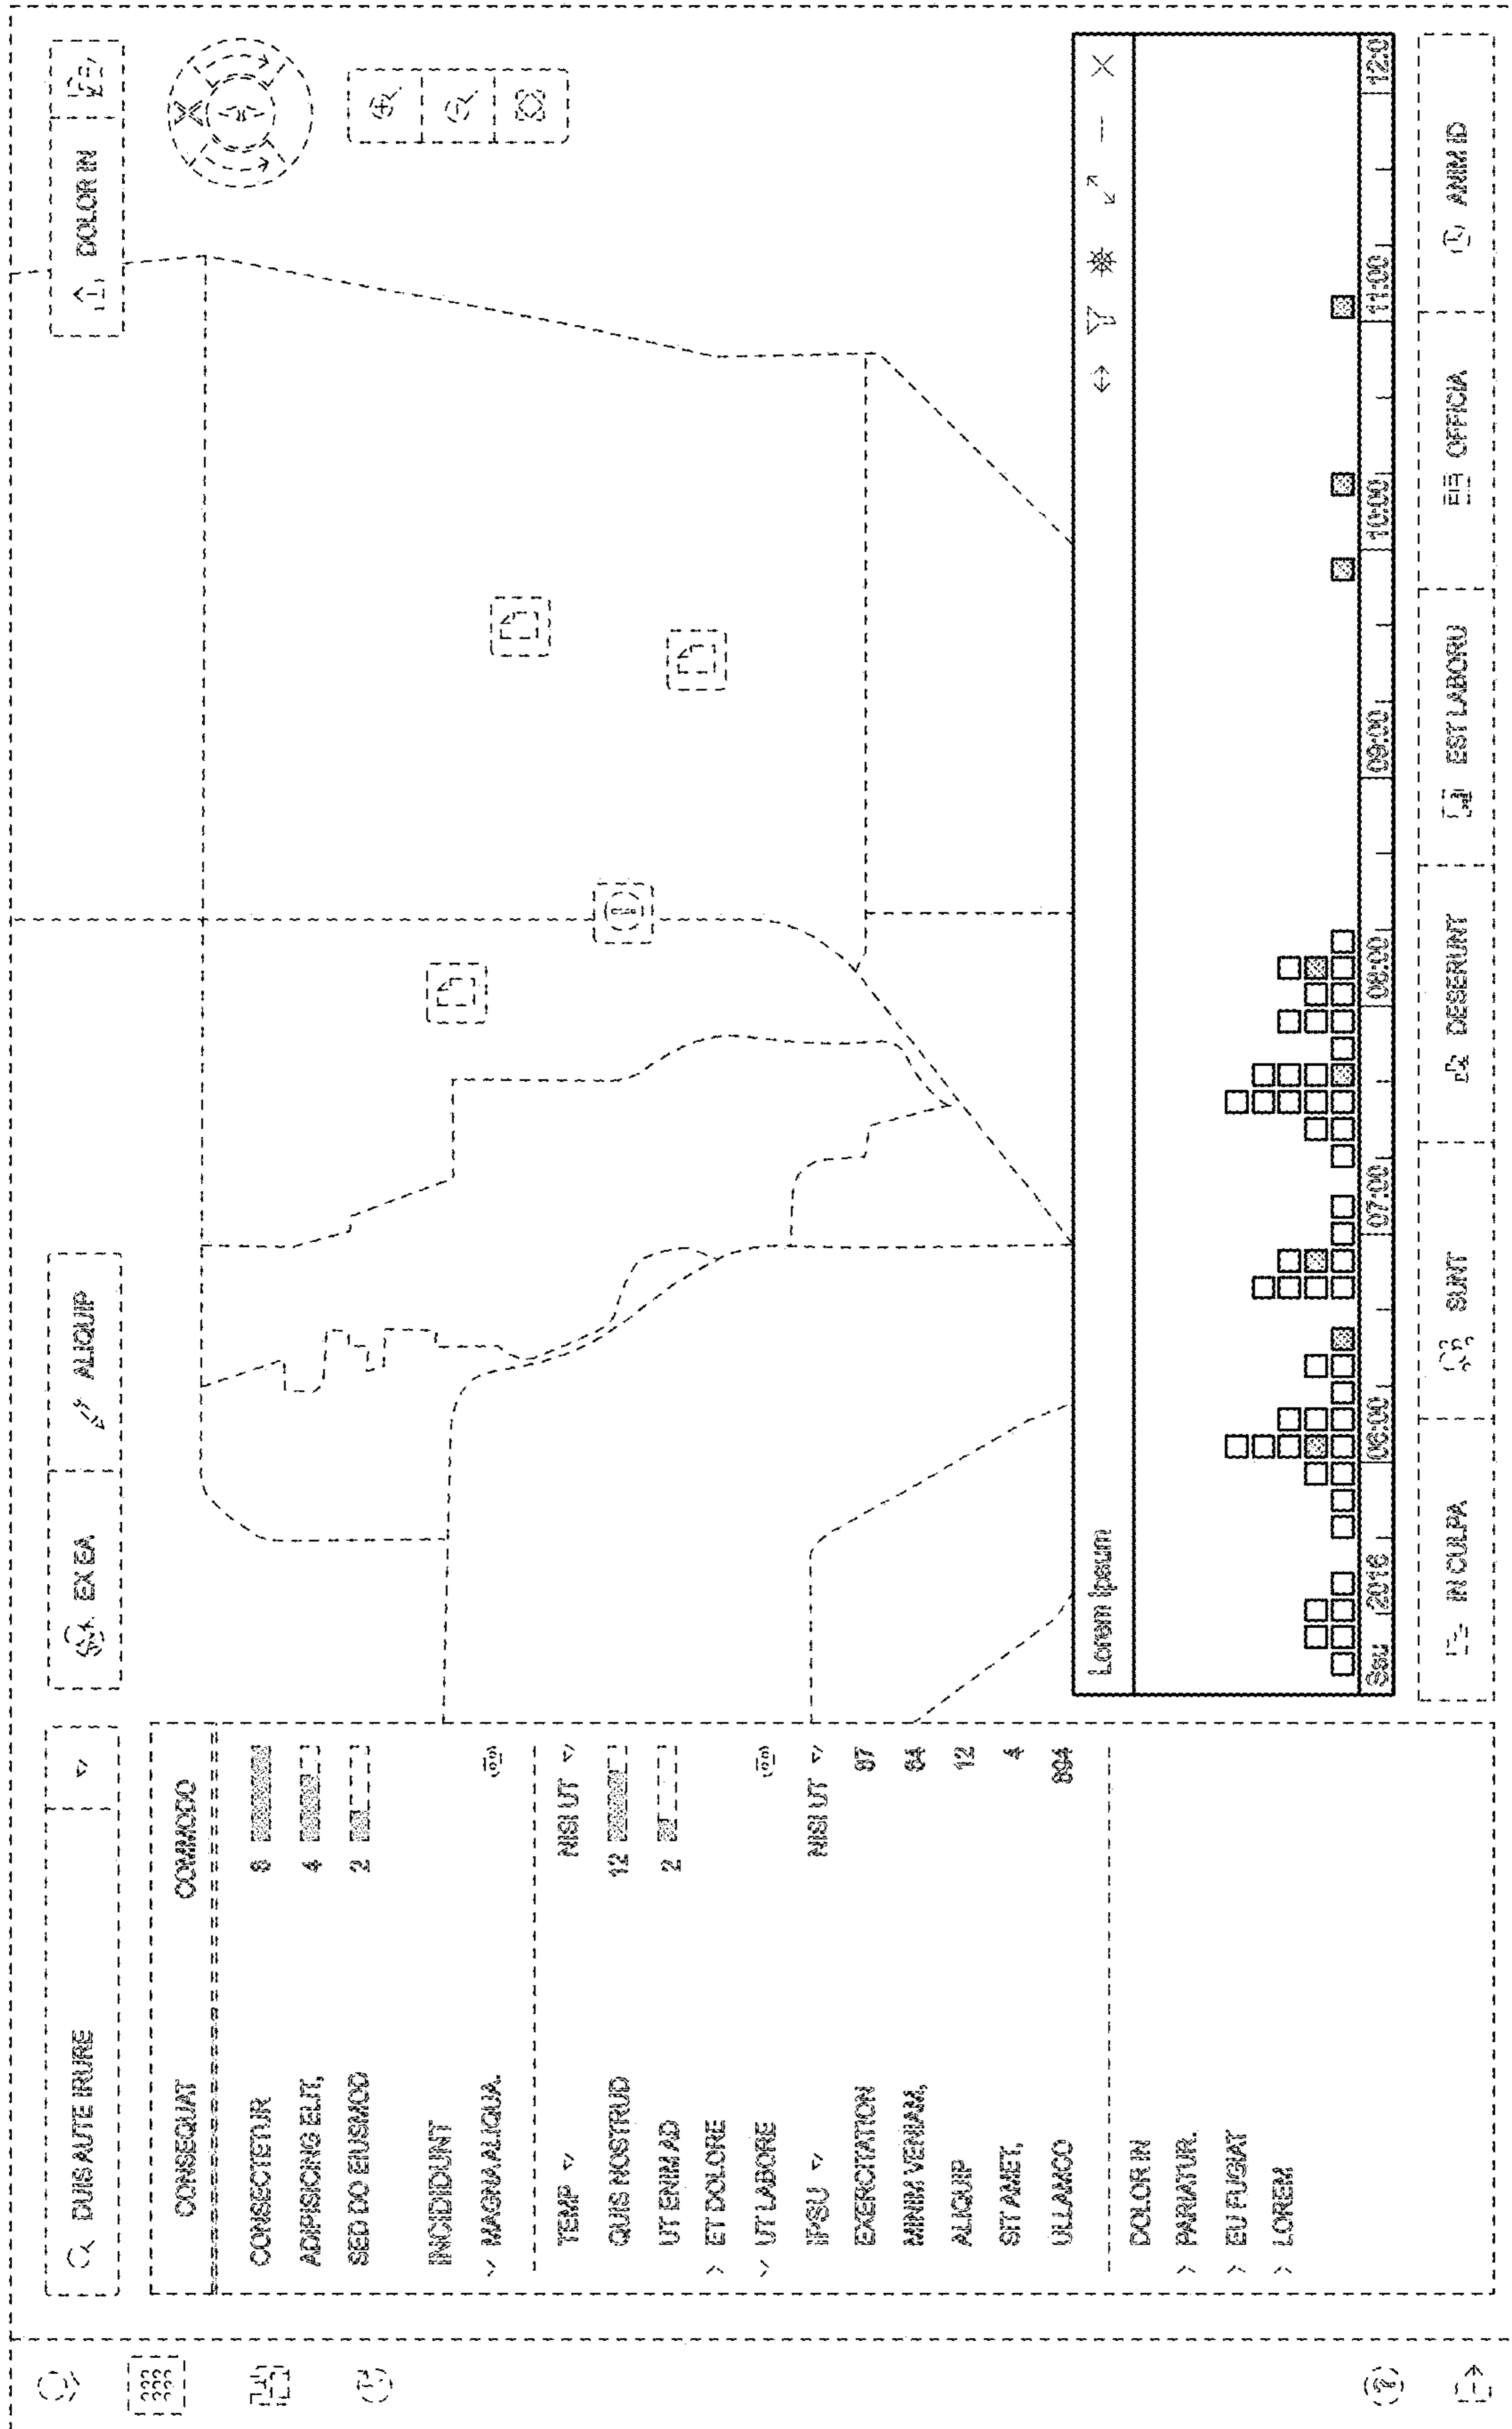 DUIS AUTE IRURE
EX EA
ALIQUIP
DOLOR IN
CONSEQUAT COMMODO
CONSECTETUR 8
ADIPISICING ELIT, 4
SED DO EIUSMOD 2
INCIDIDUNT
MAGNA ALIQUA.
TEMP NISI UT
QUIS NOSTRUD 12
UT ENIM AD 2
ET DOLORE
UT LABORE
IPSU NISI UT
EXERCITATION 87
MINIM VENIAM, 64
ALIQUIP 12
SIT AMET, 4
ULLAMCO 894
DOLOR IN
PARIATUR.
EU FUGIAT
LOREM
Lorem Ipsum
Ssu 2016 06:00 07:00 08:00 09:00 10:00 11:00 12:0
IN CULPA
SUNT
DESERUNT
EST LABORU
OFFICIA
ANIM ID